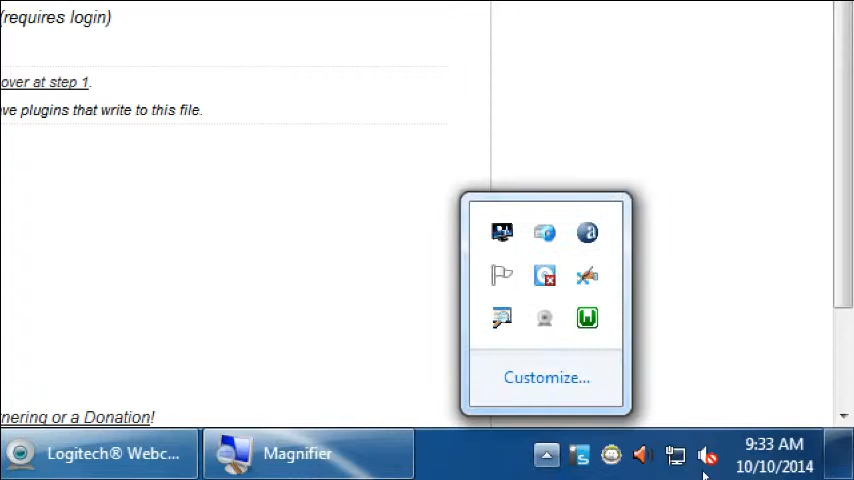 (requires login)
over at step 1.
ve plugins that write to this file.
Customize...
nering or a Donation!
Logitech® Webc...
Magnifier
9:33 AM
10/10/2014